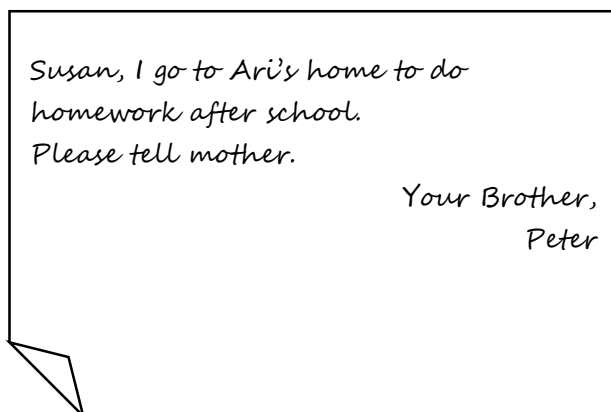 Susan, I go to Ari's home to do
homework after school.
Please tell mother.
Your Brother,
Peter